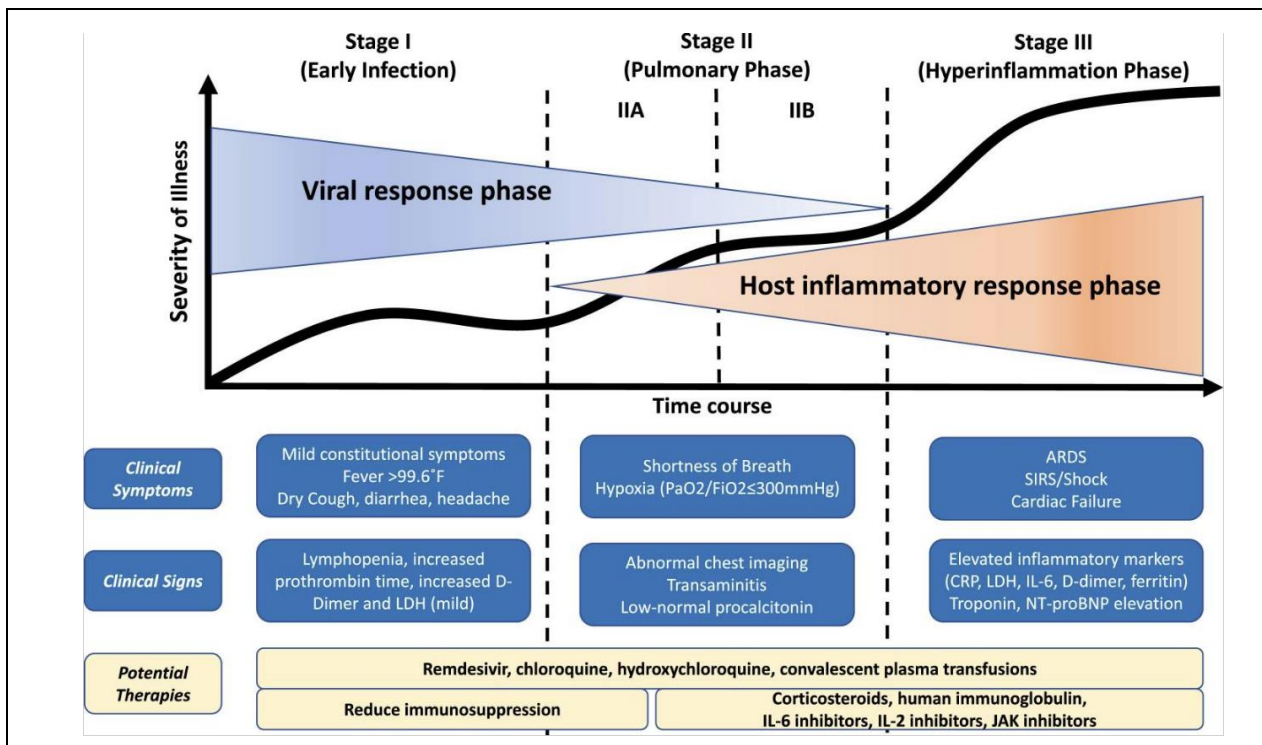 Stage I
(Early Infection)
Stage II
(Pulmonary Phase)
Stage III
(Hyperinflammation Phase)
IIA
IIB
Severity of Illness
Viral response phase
Host inflammatory response phase
Time course
Clinical
Symptoms
Mild constitutional symptoms
Fever >99.6˚F
Dry Cough, diarrhea, headache
Shortness of Breath
Hypoxia (PaO2/FiO2≤300mmHg)
ARDS
SIRS/Shock
Cardiac Failure
Clinical Signs
Lymphopenia, increased
prothrombin time, increased D-
Dimer and LDH (mild)
Abnormal chest imaging
Transaminitis
Low-normal procalcitonin
Elevated inflammatory markers
(CRP, LDH, IL-6, D-dimer, ferritin)
Troponin, NT-proBNP elevation
Potential
Therapies
Remdesivir, chloroquine, hydroxychloroquine, convalescent plasma transfusions
Reduce immunosuppression
Corticosteroids, human immunoglobulin,
IL-6 inhibitors, IL-2 inhibitors, JAK inhibitors